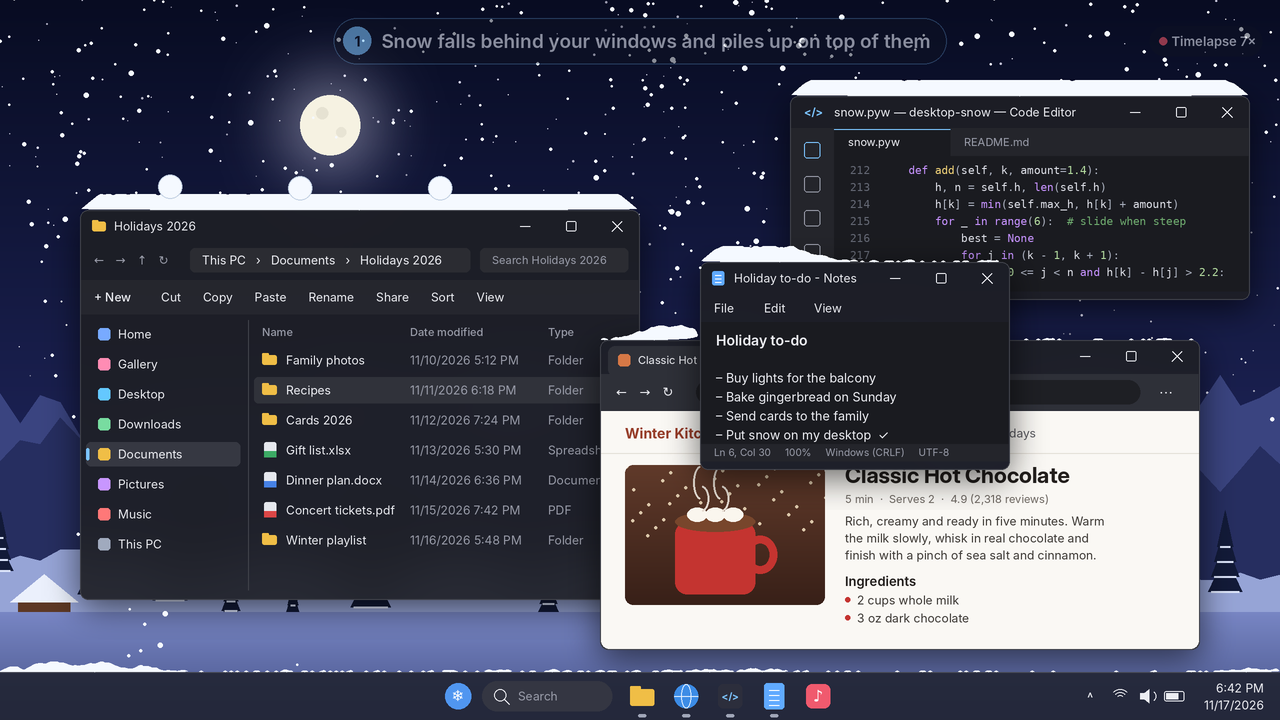 1 Snow falls behind your windows and piles up on top of them
Timelapse 7×
</> snow.pyw — desktop-snow — Code Editor
snow.pyw README.md
212 def add(self, k, amount=1.4):
213 h, n = self.h, len(self.h)
214 h[k] = min(self.max_h, h[k] + amount)
215 for _ in range(6): # slide when steep
216 best = None
217 for j in (k - 1, k + 1):
0 <= j < n and h[k] - h[j] > 2.2:
Holidays 2026
This PC › Documents › Holidays 2026 Search Holidays 2026
+ New Cut Copy Paste Rename Share Sort View
Home
Gallery
Desktop
Downloads
Documents
Pictures
Music
This PC
Name Date modified Type
Family photos 11/10/2026 5:12 PM Folder
Recipes 11/11/2026 6:18 PM Folder
Cards 2026 11/12/2026 7:24 PM Folder
Gift list.xlsx 11/13/2026 5:30 PM Spreadsh
Dinner plan.docx 11/14/2026 6:36 PM Documen
Concert tickets.pdf 11/15/2026 7:42 PM PDF
Winter playlist 11/16/2026 5:48 PM Folder
Holiday to-do - Notes
File Edit View
Holiday to-do
– Buy lights for the balcony
– Bake gingerbread on Sunday
– Send cards to the family
– Put snow on my desktop ✓
Ln 6, Col 30 100% Windows (CRLF) UTF-8
Classic Hot
Winter Kitc days
Classic Hot Chocolate
5 min · Serves 2 · 4.9 (2,318 reviews)
Rich, creamy and ready in five minutes. Warm
the milk slowly, whisk in real chocolate and
finish with a pinch of sea salt and cinnamon.
Ingredients
• 2 cups whole milk
• 3 oz dark chocolate
Search
</>
6:42 PM
11/17/2026